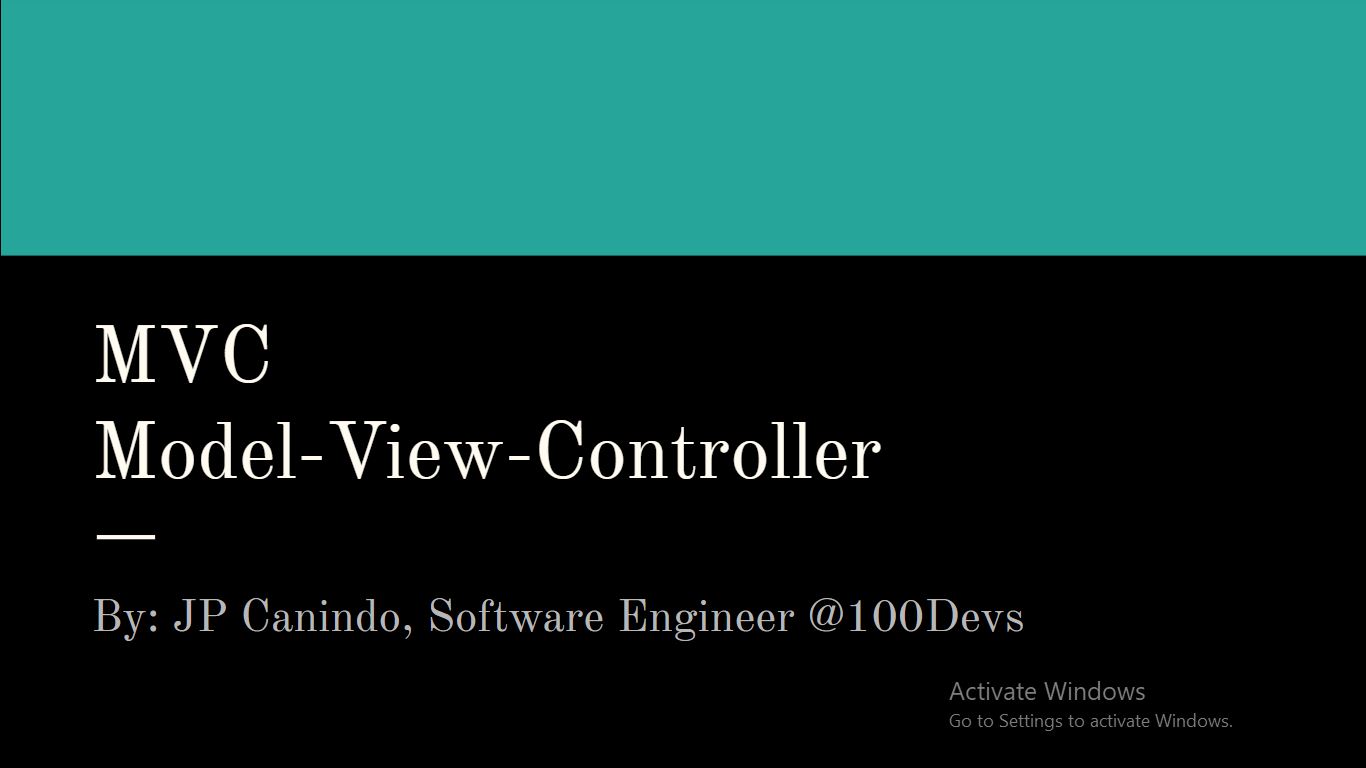 MVC
Model-View-Controller
By: JP Canindo, Software Engineer @100Devs
Activate Windows
Go to Settings to activate Windows.